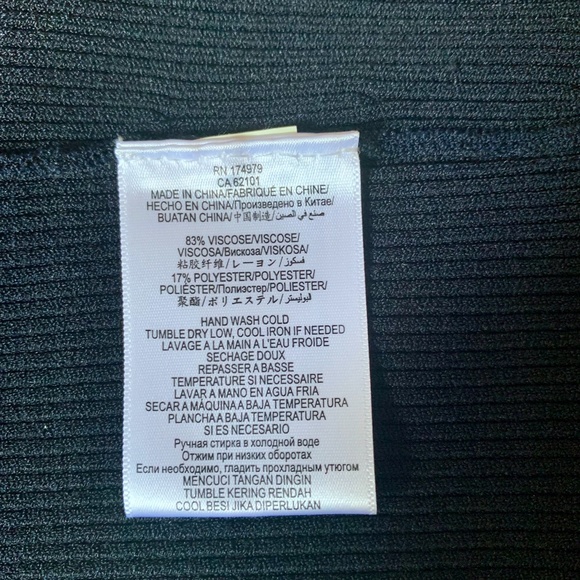 RN 174979
CA 62101
MADE IN CHINA/FABRIQUÉ EN CHINE/
HECHO EN CHINA/Произведено в Китае/
BUATAN CHINA/中国制造/صنع في الصين
83% VISCOSE/VISCOSE/
VISCOSA/Вискоза/VISKOSA/
粘胶纤维/レーヨン/فسكوز
17% POLYESTER/POLYESTER/
POLIÉSTER/Полиэстер/POLIESTER/
聚酯/ポリエステル/البوليستر
HAND WASH COLD
TUMBLE DRY LOW, COOL IRON IF NEEDED
LAVAGE A LA MAIN A L'EAU FROIDE
SECHAGE DOUX
REPASSER A BASSE
TEMPERATURE SI NECESSAIRE
LAVAR A MANO EN AGUA FRIA
SECAR A MÁQUINA A BAJA TEMPERATURA
PLANCHA A BAJA TEMPERATURA
SI ES NECESARIO
Ручная стирка в холодной воде
Отжим при низких оборотах
Если необходимо, гладить прохладным утюгом
MENCUCI TANGAN DINGIN
TUMBLE KERING RENDAH
COOL BESI JIKA DIPERLUKAN